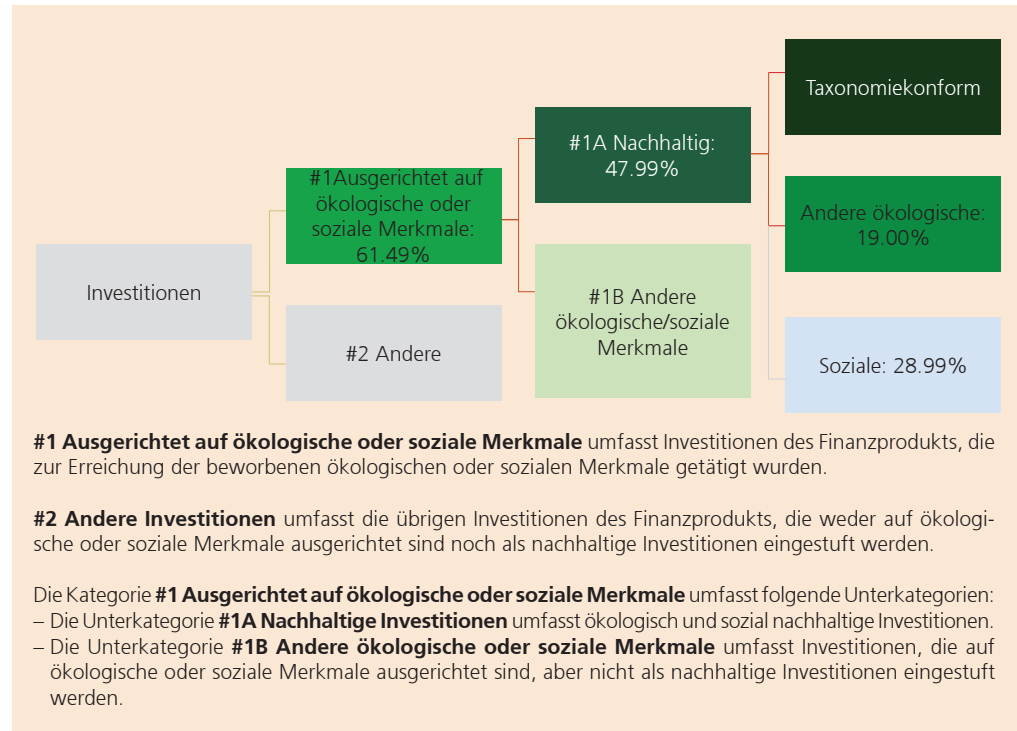 Taxonomiekonform
#1A Nachhaltig:
47.99%
#1Ausgerichtet auf
ökologische oder
soziale Merkmale:
61.49%
Andere ökologische:
19.00%
Investitionen
#1B Andere
ökologische/soziale
Merkmale
#2 Andere
Soziale: 28.99%
#1 Ausgerichtet auf ökologische oder soziale Merkmale umfasst Investitionen des Finanzprodukts, die
zur Erreichung der beworbenen ökologischen oder sozialen Merkmale getätigt wurden.
#2 Andere Investitionen umfasst die übrigen Investitionen des Finanzprodukts, die weder auf ökologi-
sche oder soziale Merkmale ausgerichtet sind noch als nachhaltige Investitionen eingestuft werden.
Die Kategorie #1 Ausgerichtet auf ökologische oder soziale Merkmale umfasst folgende Unterkategorien:
– Die Unterkategorie #1A Nachhaltige Investitionen umfasst ökologisch und sozial nachhaltige Investitionen.
– Die Unterkategorie #1B Andere ökologische oder soziale Merkmale umfasst Investitionen, die auf
ökologische oder soziale Merkmale ausgerichtet sind, aber nicht als nachhaltige Investitionen eingestuft
werden.